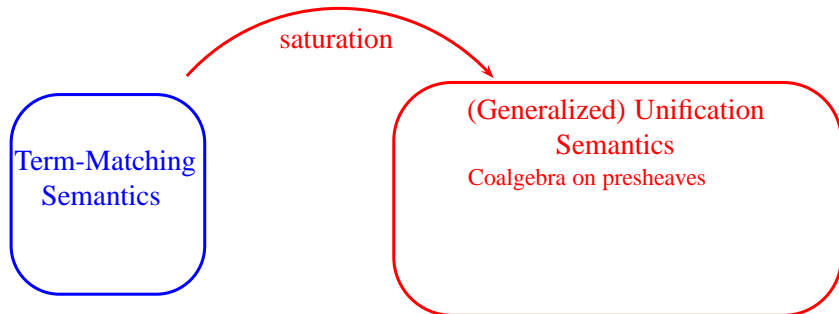 saturation
Term-Matching
Semantics
(Generalized) Unification
Semantics
Coalgebra on presheaves